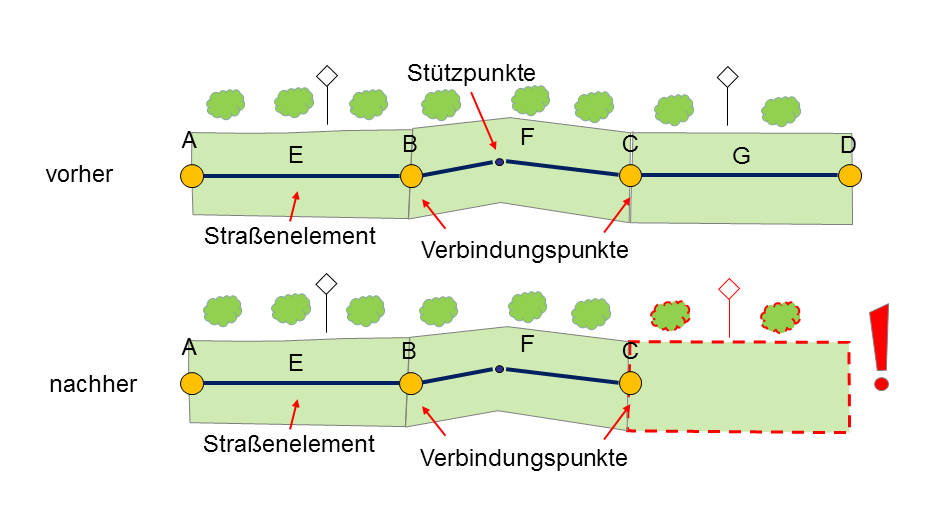 Stützpunkte
A
E
B
F
C
G
D
vorher
Straßenelement
Verbindungspunkte
A
E
B
F
C
nachher
Straßenelement
Verbindungspunkte